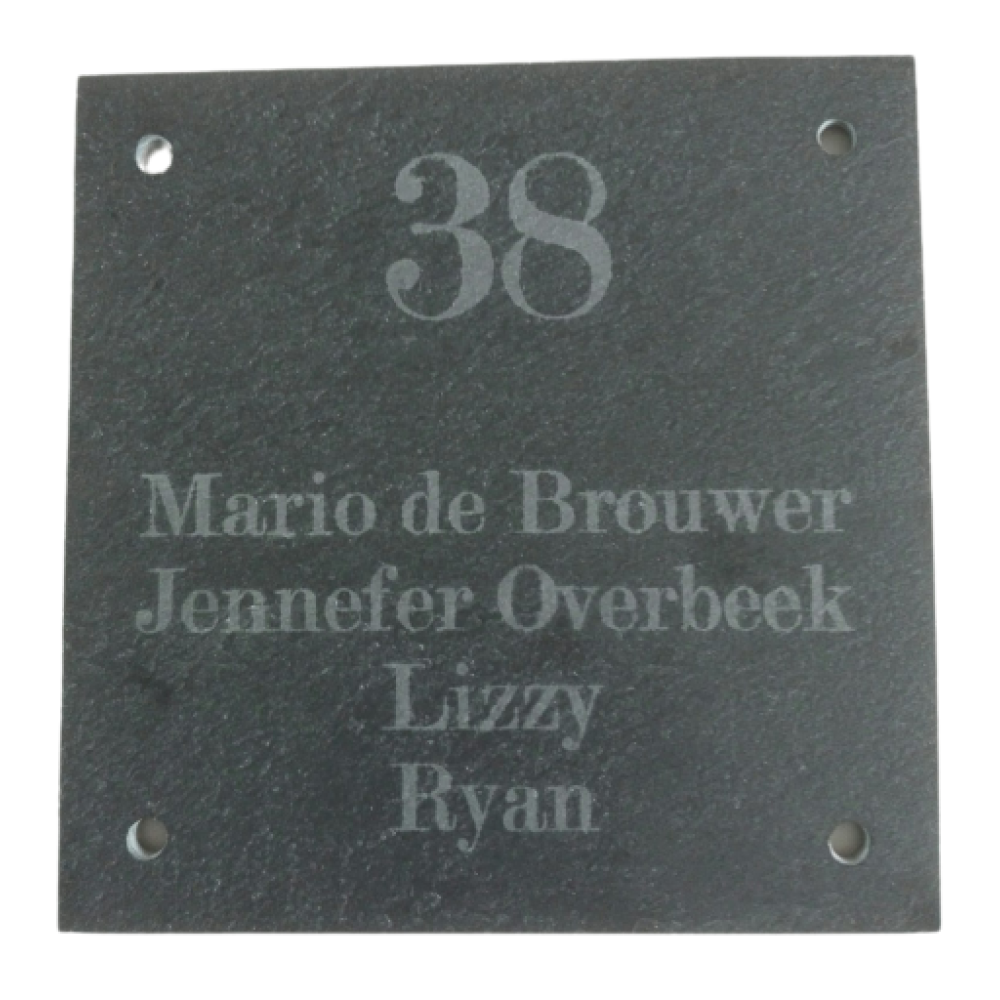 38
Mario de Brouwer
Jennefer Overbeek
Lizzy
Ryan